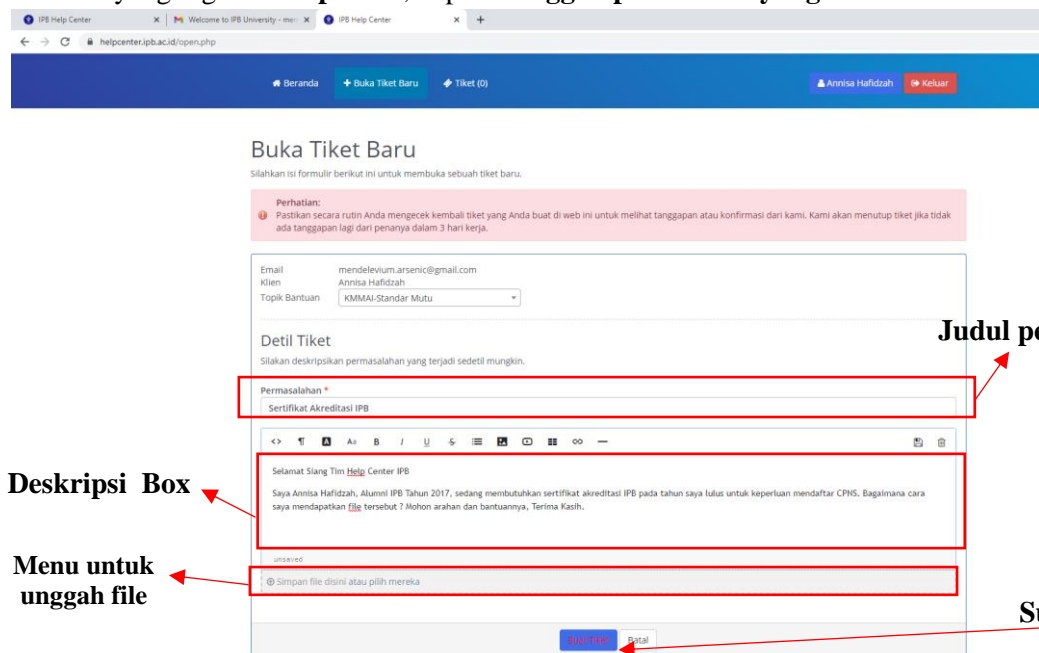 IPB Help Center
Welcome to IPB University - men
IPB Help Center
helpcenter.ipb.ac.id/open.php
Beranda
Buka Tiket Baru
Tiket (0)
Annisa Hafidzah
Keluar
Buka Tiket Baru
Silahkan isi formulir berikut ini untuk membuka sebuah tiket baru.
Perhatian:
Pastikan secara rutin Anda mengecek kembali tiket yang Anda buat di web ini untuk melihat tanggapan atau konfirmasi dari kami. Kami akan menutup tiket jika tidak
ada tanggapan lagi dari penanya dalam 3 hari kerja.
Email mendelevium.arsenic@gmail.com
Klien Annisa Hafidzah
Topik Bantuan KMMAI-Standar Mutu
Detil Tiket
Silakan deskripsikan permasalahan yang terjadi sedetil mungkin.
Judul pe
Permasalahan *
Sertifikat Akreditasi IPB
Deskripsi Box
Selamat Siang Tim Help Center IPB
Saya Annisa Hafidzah, Alumni IPB Tahun 2017, sedang membutuhkan sertifikat akreditasi IPB pada tahun saya lulus untuk keperluan mendaftar CPNS. Bagaimana cara
saya mendapatkan file tersebut ? Mohon arahan dan bantuannya, Terima Kasih.
unsaved
Menu untuk
unggah file
Simpan file disini atau pilih mereka
Su
Buka Tiket
Batal